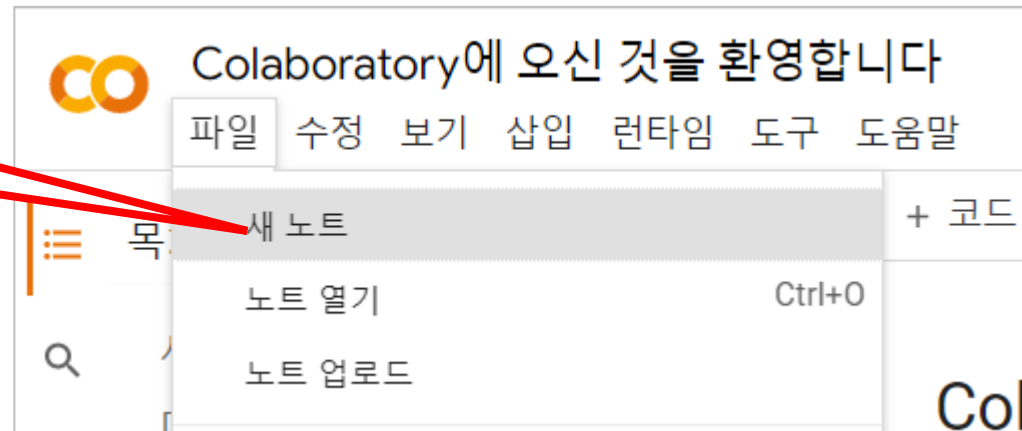 Colaboratory에 오신 것을 환영합니다
파일 수정 보기 삽입 런타임 도구 도움말
+ 코드
새 노트
노트 열기 Ctrl+O
노트 업로드